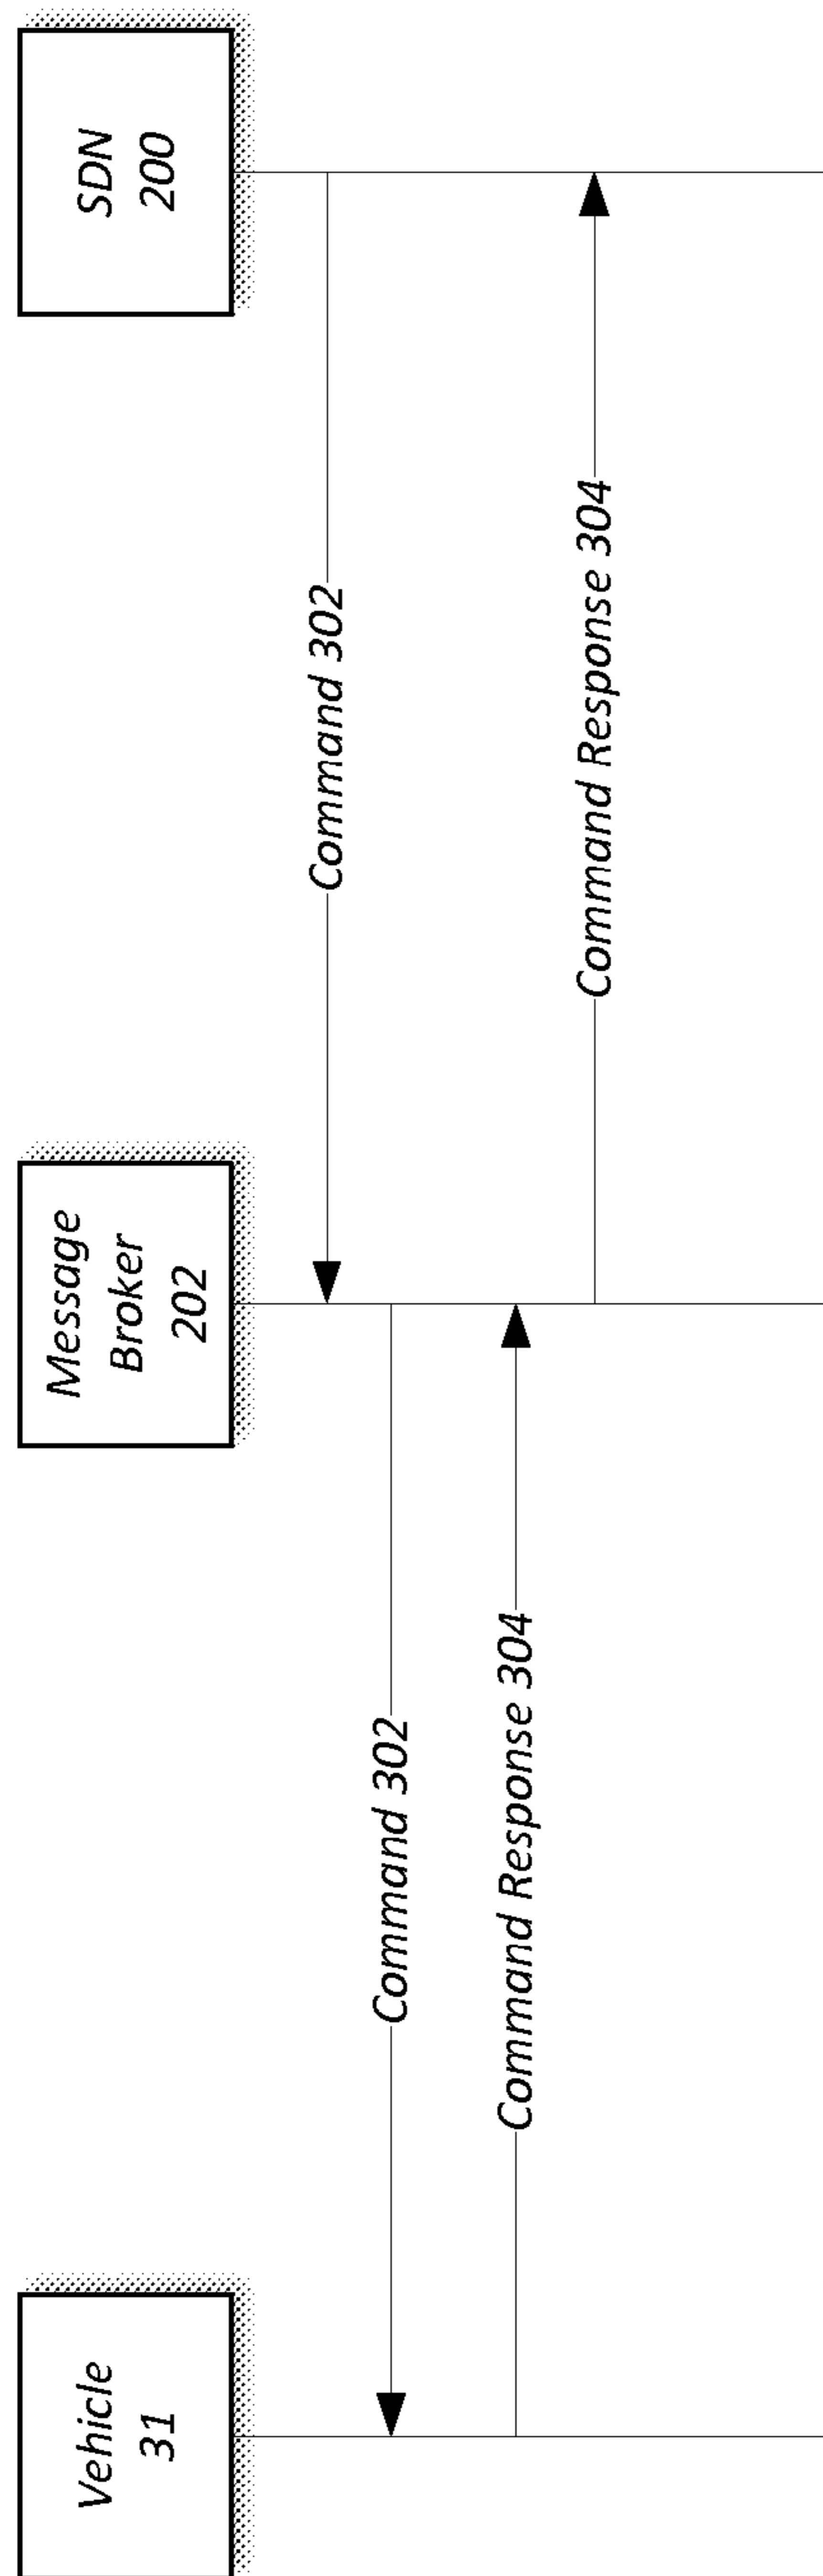 Vehicle
31
Message
Broker
202
SDN
200
Command 302
Command 302
Command Response 304
Command Response 304